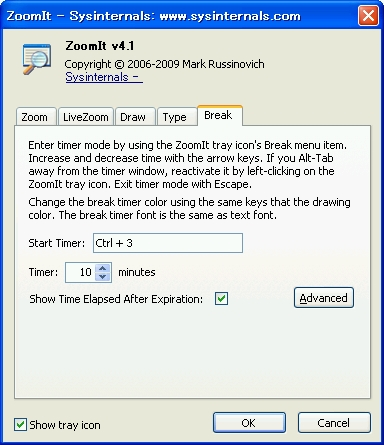 ZoomIt - Sysinternals: www.sysinternals.com
ZoomIt v4.1
Copyright © 2006-2009 Mark Russinovich
Sysinternals -
Zoom LiveZoom Draw Type Break
Enter timer mode by using the ZoomIt tray icon's Break menu item.
Increase and decrease time with the arrow keys. If you Alt-Tab
away from the timer window, reactivate it by left-clicking on the
ZoomIt tray icon. Exit timer mode with Escape.
Change the break timer color using the same keys that the drawing
color. The break timer font is the same as text font.
Start Timer: Ctrl + 3
Timer: 10 minutes
Show Time Elapsed After Expiration: Advanced
Show tray icon OK Cancel